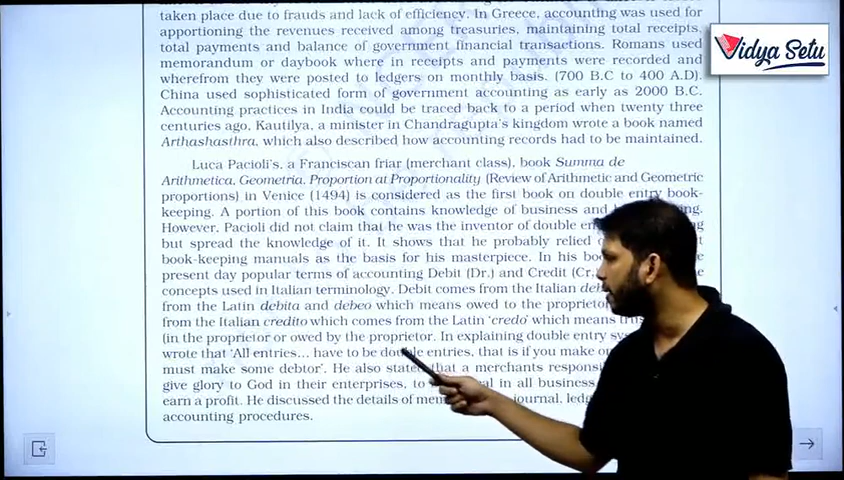 taken place due to frauds and lack of efficiency. In Greece, accounting was used for
apportioning the revenues received among treasuries, maintaining total receipts,
total payments and balance of government financial transactions. Romans used
memorandum or daybook where in receipts and payments were recorded and
wherefrom they were posted to ledgers on monthly basis. (700 B.C to 400 A.D).
China used sophisticated form of government accounting as early as 2000 B.C.
Accounting practices in India could be traced back to a period when twenty three
centuries ago, Kautilya, a minister in Chandragupta's kingdom wrote a book named
Arthashasthra, which also described how accounting records had to be maintained.
Luca Pacioli's, a Franciscan friar (merchant class), book Summa de
Arithmetica, Geometria, Proportion at Proportionality (Review of Arithmetic and Geometric
proportions) in Venice (1494) is considered as the first book on double entry book-
keeping. A portion of this book contains knowledge of business and
However, Pacioli did not claim that he was the inventor of double
but spread the knowledge of it. It shows that he probably relied
book-keeping manuals as the basis for his masterpiece. In his
present day popular terms of accounting Debit (Dr.) and Credit (Cr.
concepts used in Italian terminology. Debit comes from the Italian
from the Latin debita and debeo which means owed to the proprietor
from the Italian credito which comes from the Latin 'credo' which means
(in the proprietor or owed by the proprietor. In explaining double entry
wrote that 'All entries... have to be double entries, that is if you make
must make some debtor'. He also stated that a merchants
give glory to God in their enterprises, to in all business
earn a profit. He discussed the details of journal,
accounting procedures.
Vidya Setu